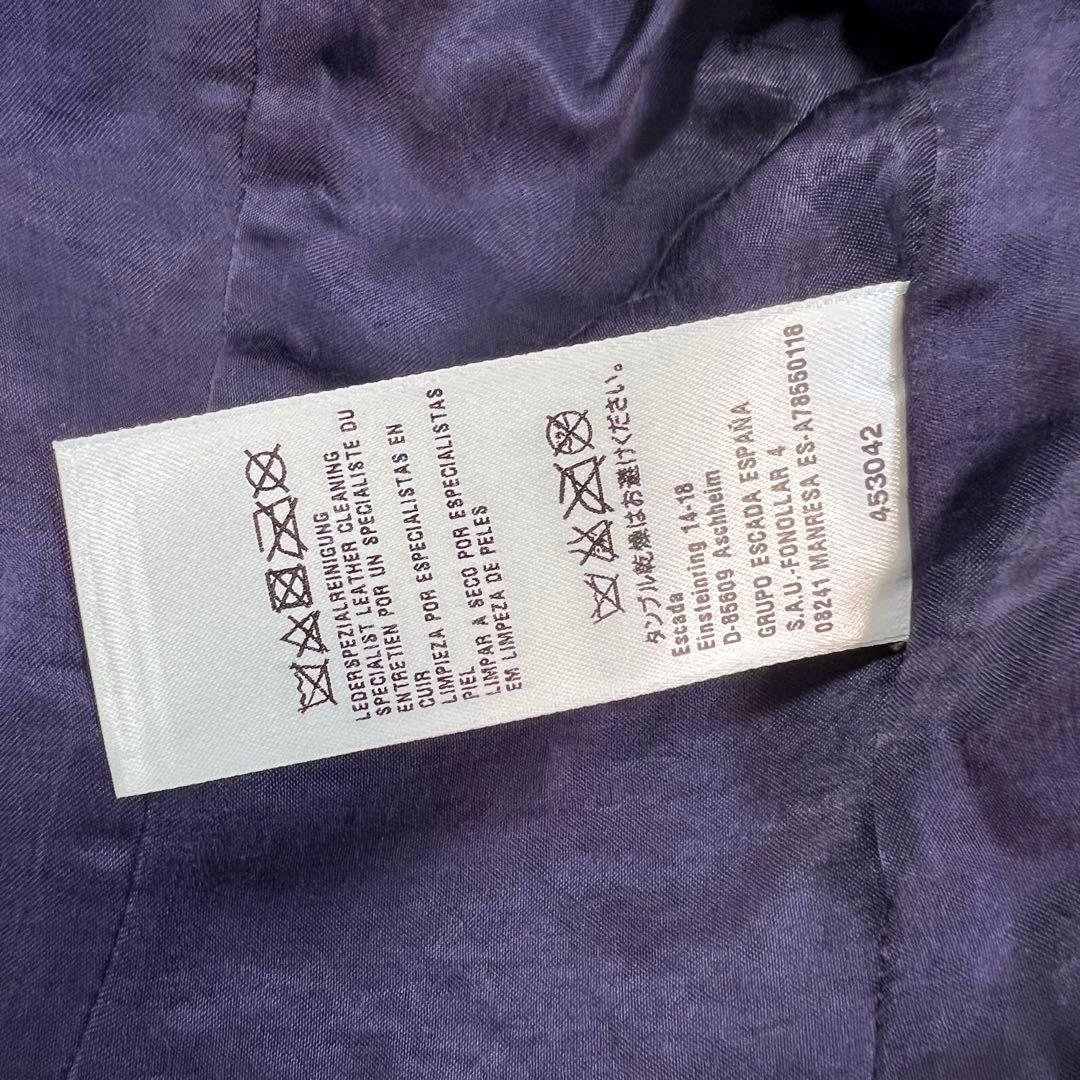 LEDERSPEZIALREINIGUNG
SPECIALIST LEATHER CLEANING
ENTRETIEN POR UN SPECIALISTE DU
CUIR
LIMPIEZA POR ESPECIALISTAS EN
PIEL
LIMPAR A SECO POR ESPECIALISTAS
EM LIMPEZA DE PELES
タンブル乾燥はお避けください。
Escada
Einsteinring 14-18
D-85609 Aschheim
GRUPO ESCADA ESPAÑA
S.A.U.-FONOLLAR 4
08241 MANRESA ES-A78550118
453042